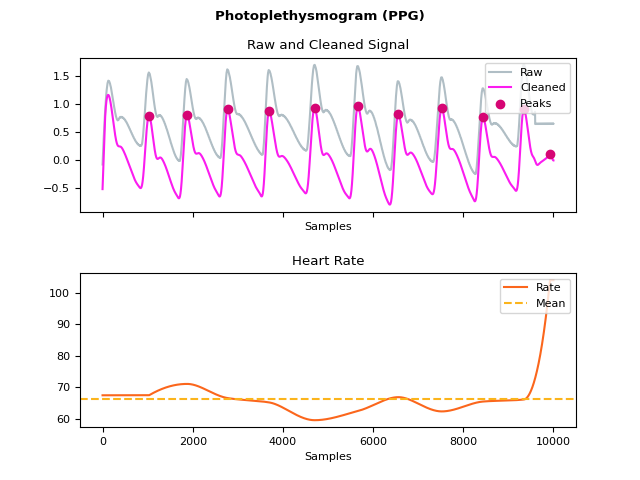 Photoplethysmogram (PPG)
Raw and Cleaned Signal
1.5
1.0
0.5
0.0
−0.5
Raw
Cleaned
Peaks
Samples
Heart Rate
100
90
80
70
60
Rate
Mean
0 2000 4000 6000 8000 10000
Samples